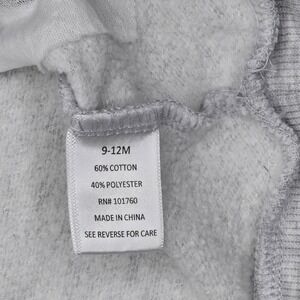 9-12M
60% COTTON
40% POLYESTER
RN# 101760
MADE IN CHINA
SEE REVERSE FOR CARE